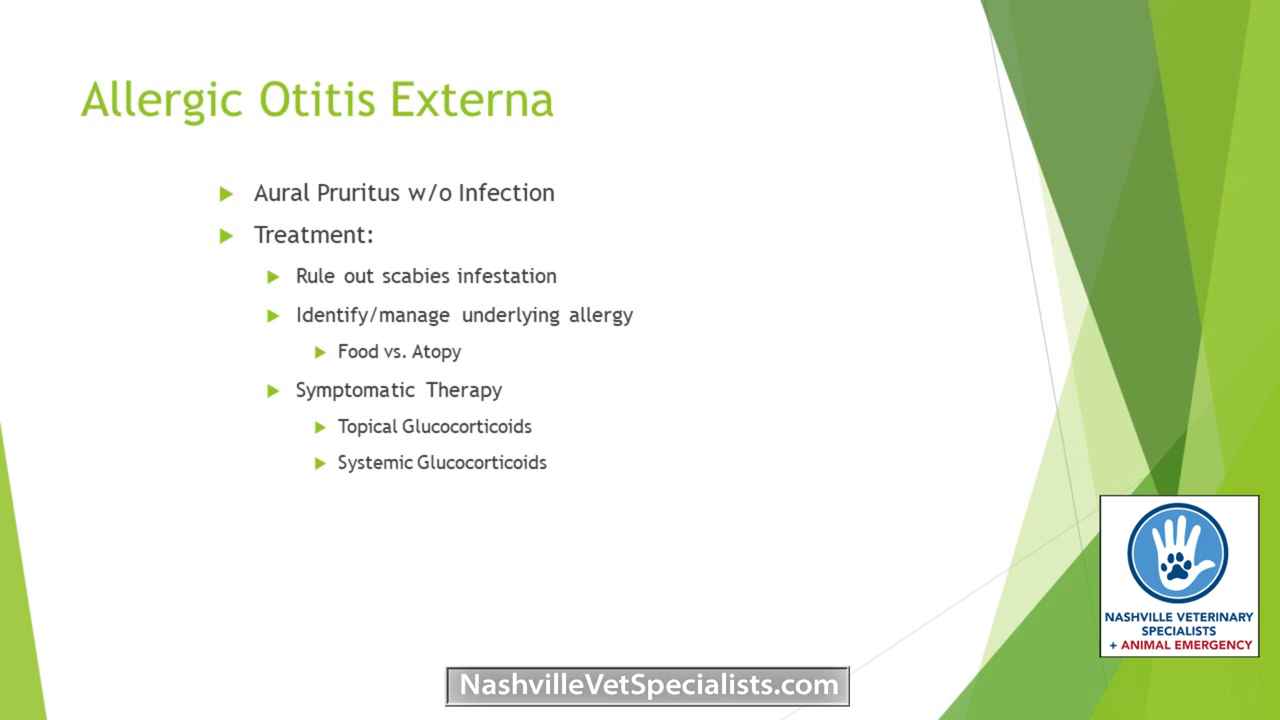 Allergic Otitis Externa
Aural Pruritus w/o Infection
Treatment:
Rule out scabies infestation
Identify/manage underlying allergy
Food vs. Atopy
Symptomatic Therapy
Topical Glucocorticoids
Systemic Glucocorticoids
NASHVILLE VETERINARY
SPECIALISTS
+ ANIMAL EMERGENCY
NashvilleVetSpecialists.com